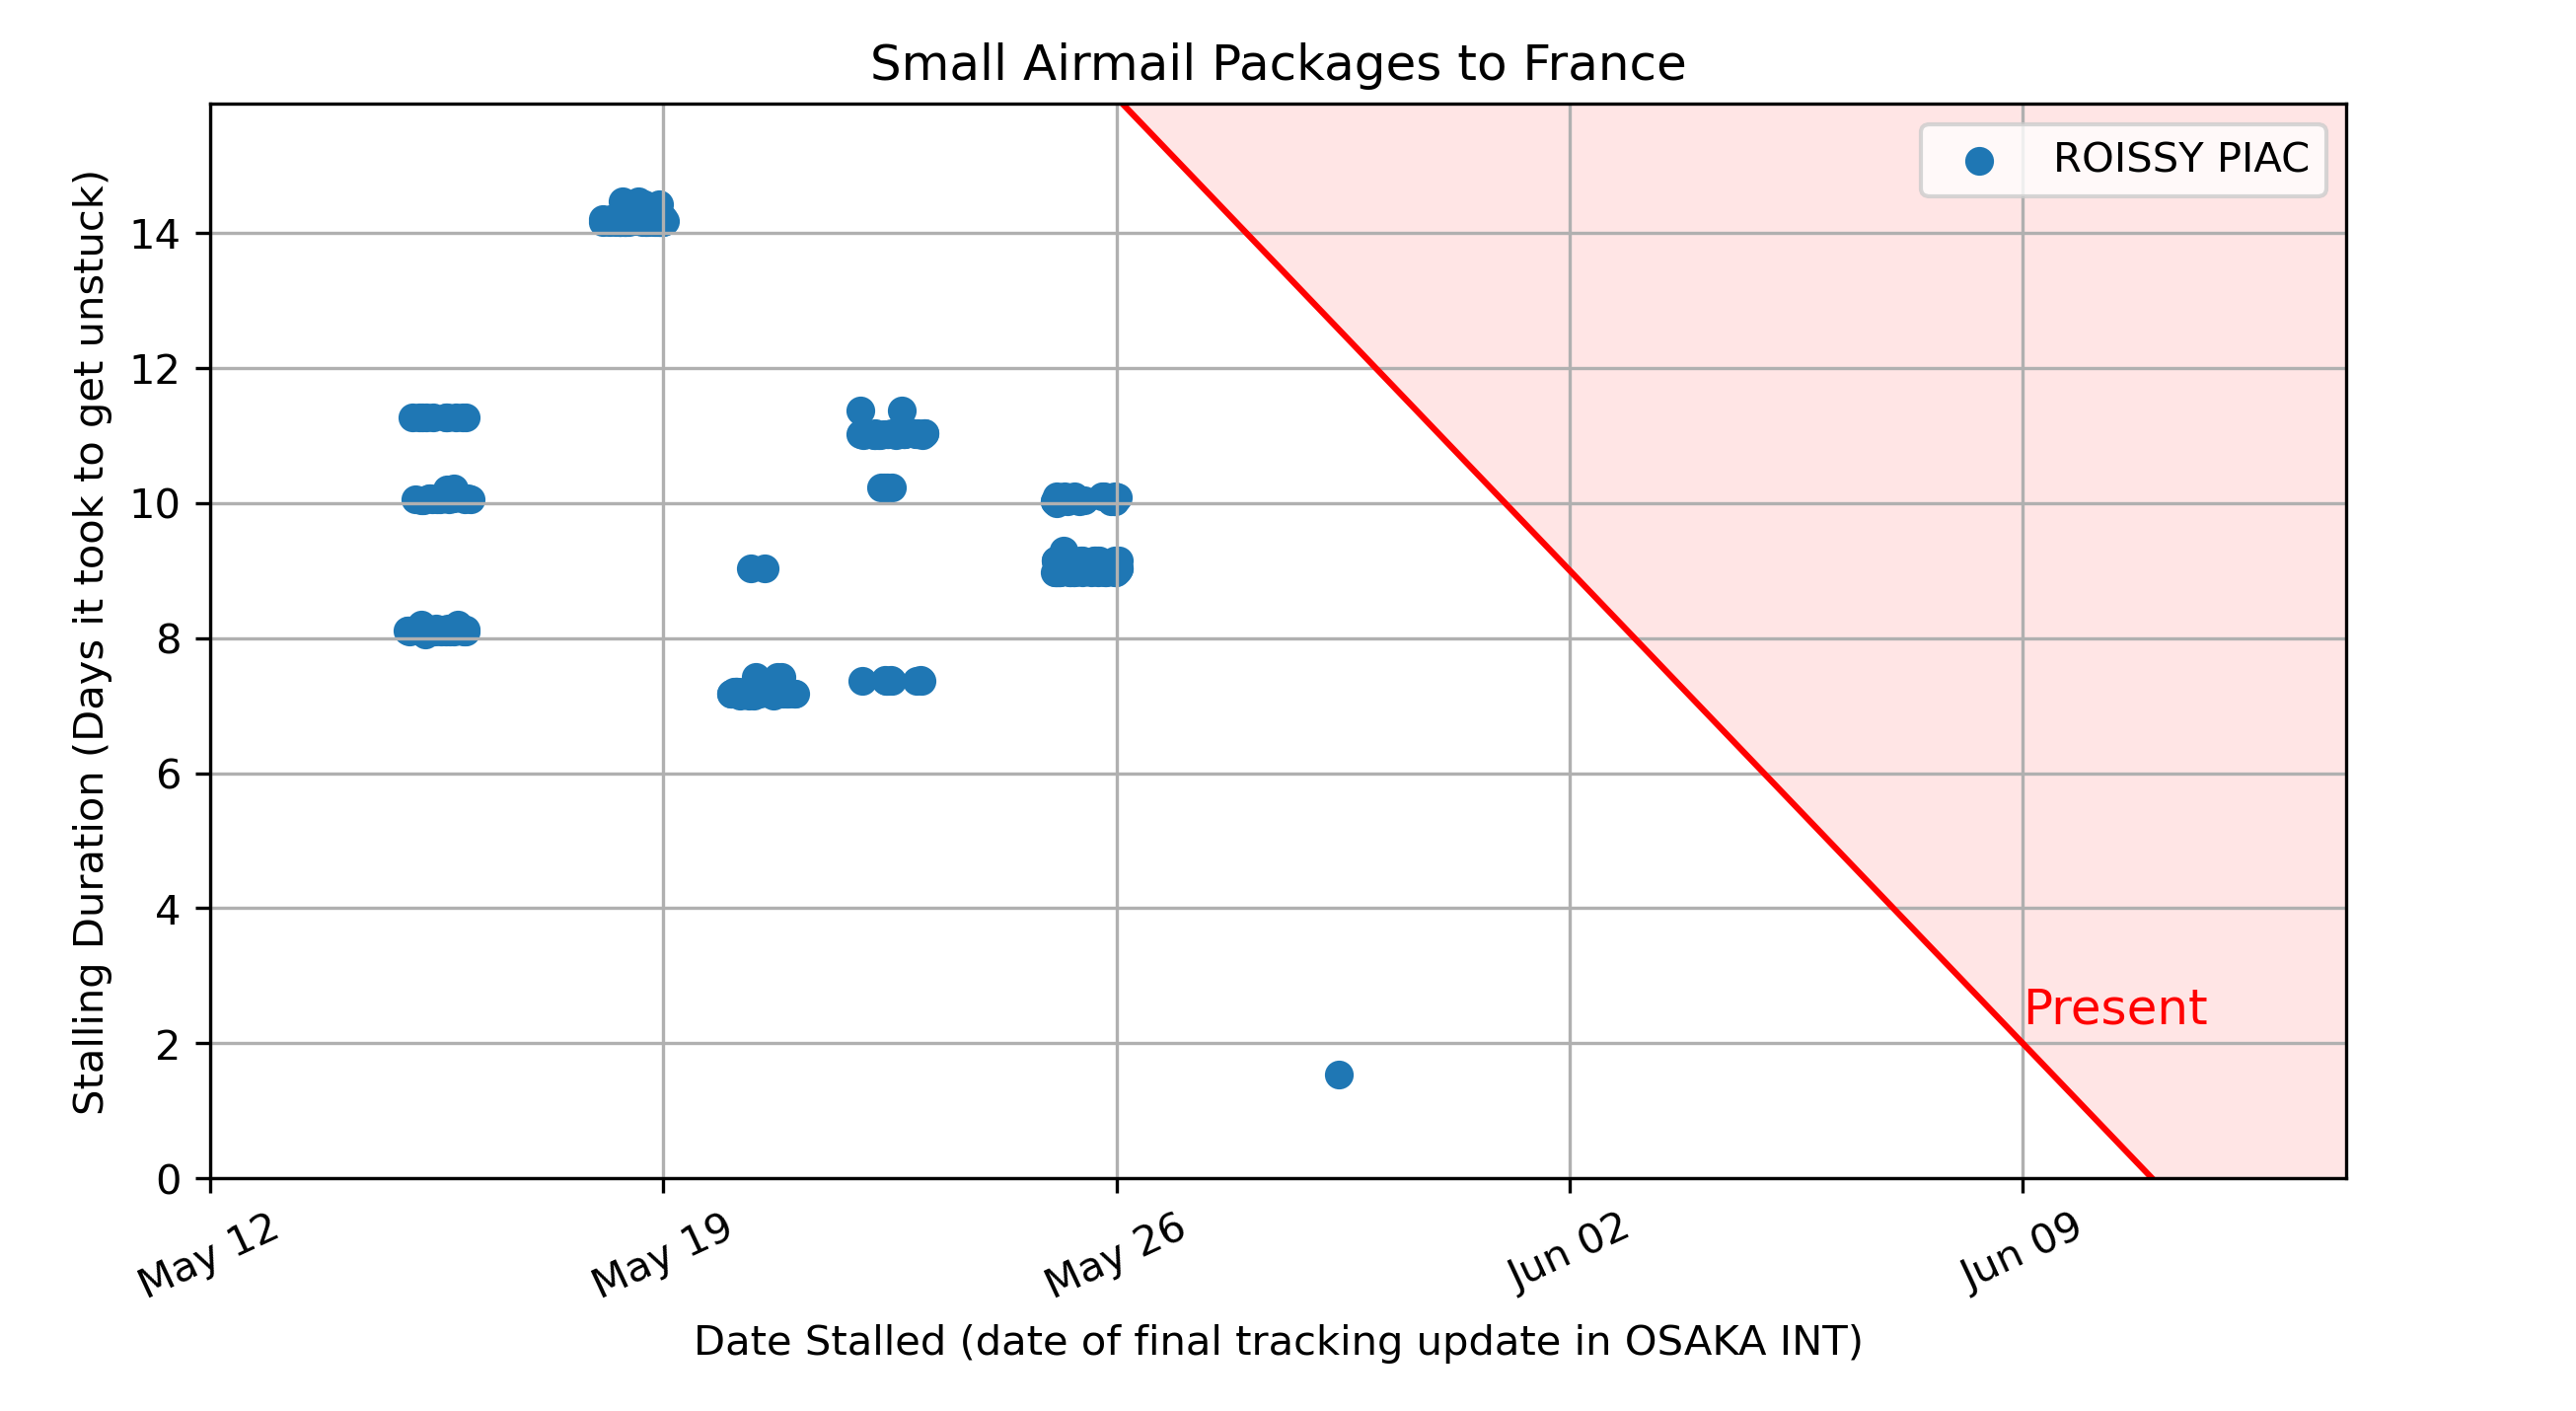 Small Airmail Packages to France
ROISSY PIAC
Stalling Duration (Days it took to get unstuck)
14
12
10
8
6
4
2
0
Present
May 12
May 19
May 26
Jun 02
Jun 09
Date Stalled (date of final tracking update in OSAKA INT)